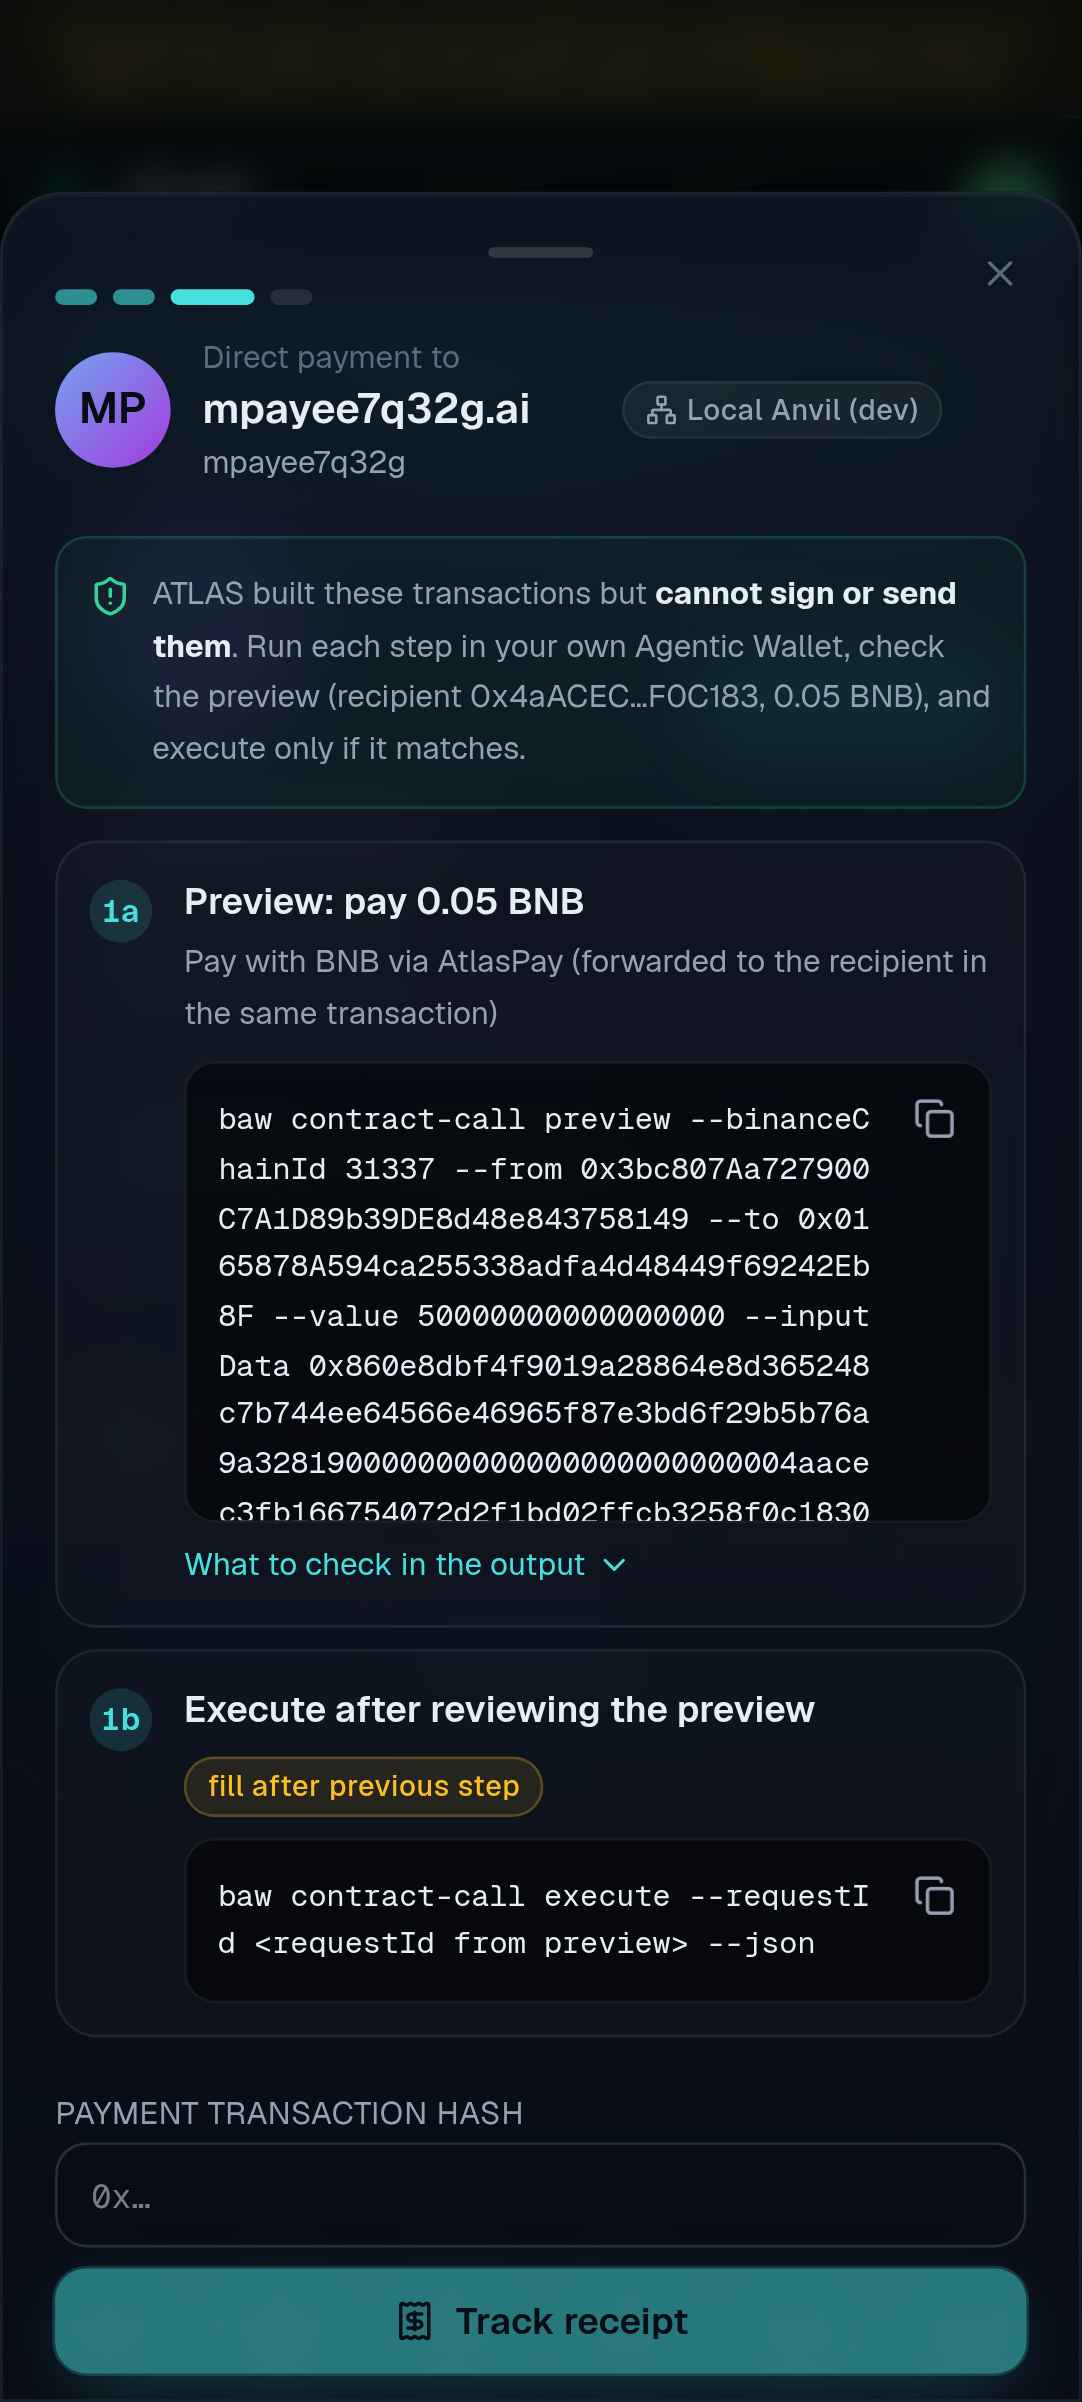 MP
Direct payment to
mpayee7q32g.ai
mpayee7q32g
Local Anvil (dev)
ATLAS built these transactions but cannot sign or send
them. Run each step in your own Agentic Wallet, check
the preview (recipient 0x4aACEC…F0C183, 0.05 BNB), and
execute only if it matches.
1a
Preview: pay 0.05 BNB
Pay with BNB via AtlasPay (forwarded to the recipient in
the same transaction)
baw contract-call preview --binanceC
hainId 31337 --from 0x3bc807Aa727900
C7A1D89b39DE8d48e843758149 --to 0x01
65878A594ca255338adfa4d48449f69242Eb
8F --value 50000000000000000 --input
Data 0x860e8dbf4f9019a28864e8d365248
c7b744ee64566e46965f87e3bd6f29b5b76a
9a328190000000000000000000000004aace
c3fb166754072d2f1bd02ffcb3258f0c1830
What to check in the output
1b
Execute after reviewing the preview
fill after previous step
baw contract-call execute --requestI
d <requestId from preview> --json
PAYMENT TRANSACTION HASH
0x…
Track receipt